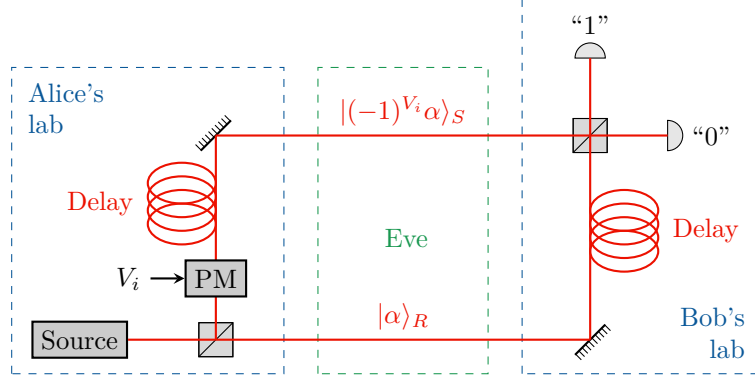 “1”
Alice's
lab
|(−1)^{V_i}α⟩_S
“0”
Delay
Delay
Eve
V_i
PM
|α⟩_R
Bob's
lab
Source